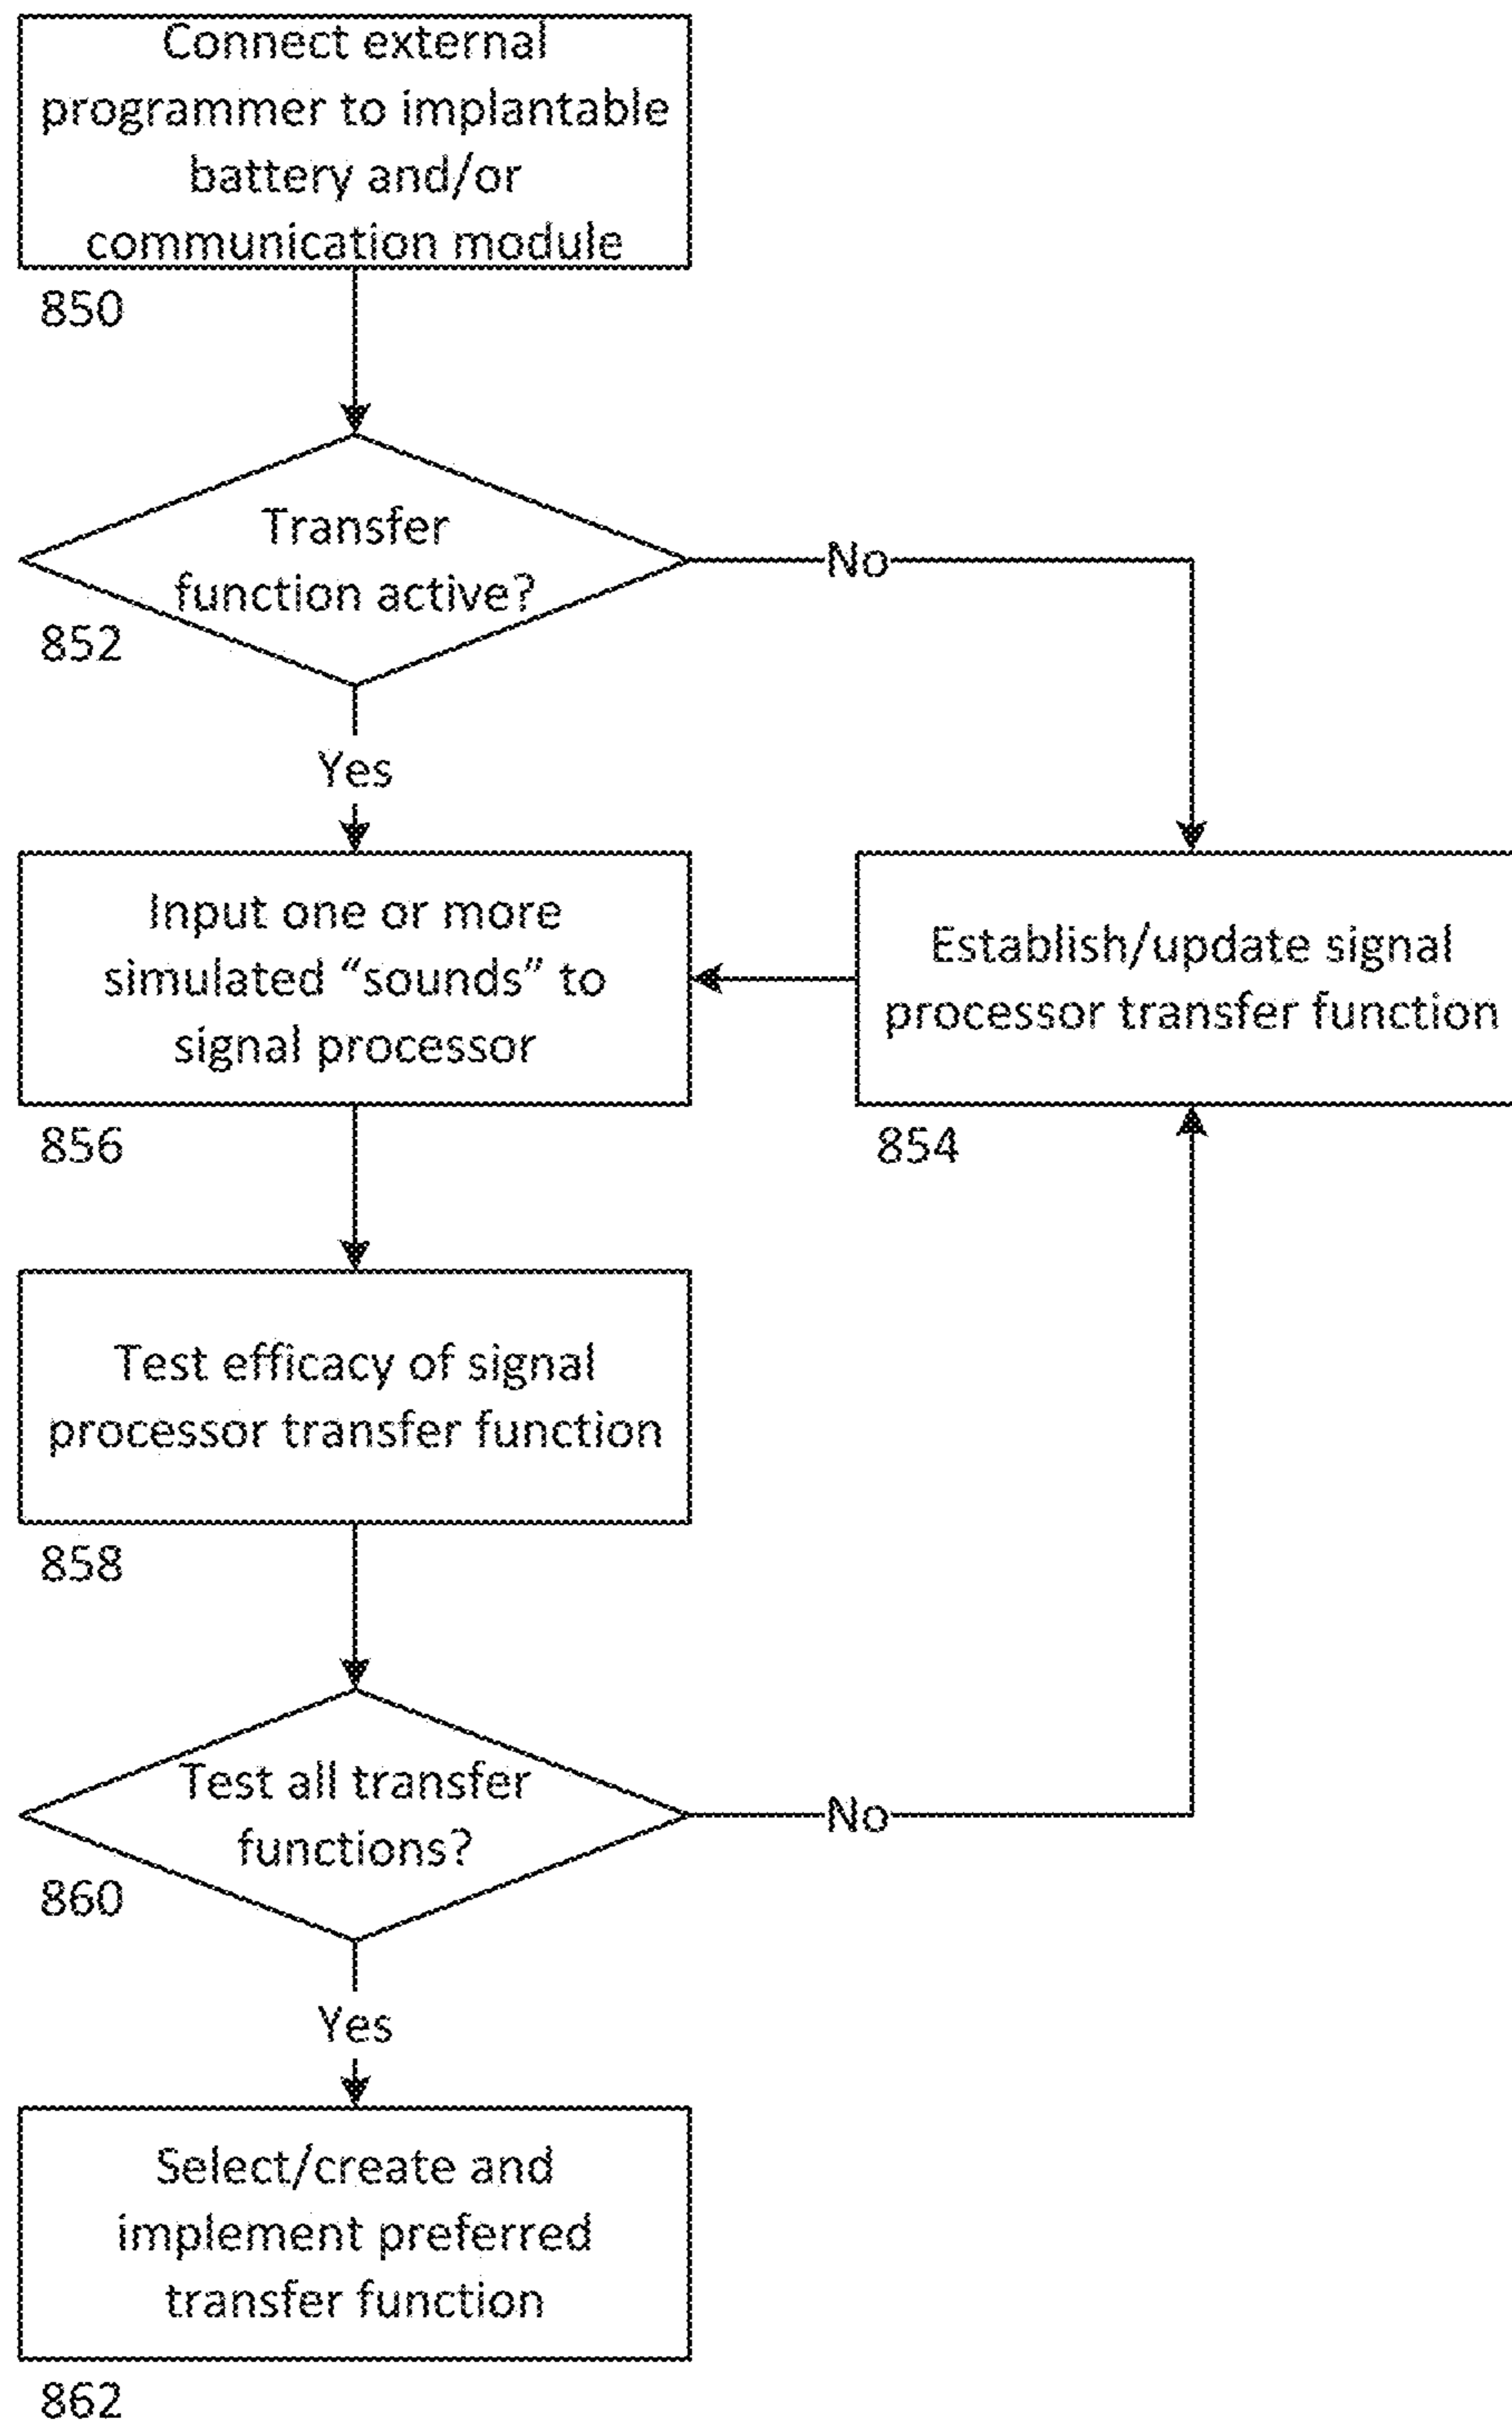 Connect external
programmer to implantable
battery and/or
communication module
850
Transfer
function active?
852
No
Yes
Input one or more
simulated “sounds” to
signal processor
856
Establish/update signal
processor transfer function
854
Test efficacy of signal
processor transfer function
858
Test all transfer
functions?
860
No
Yes
Select/create and
implement preferred
transfer function
862